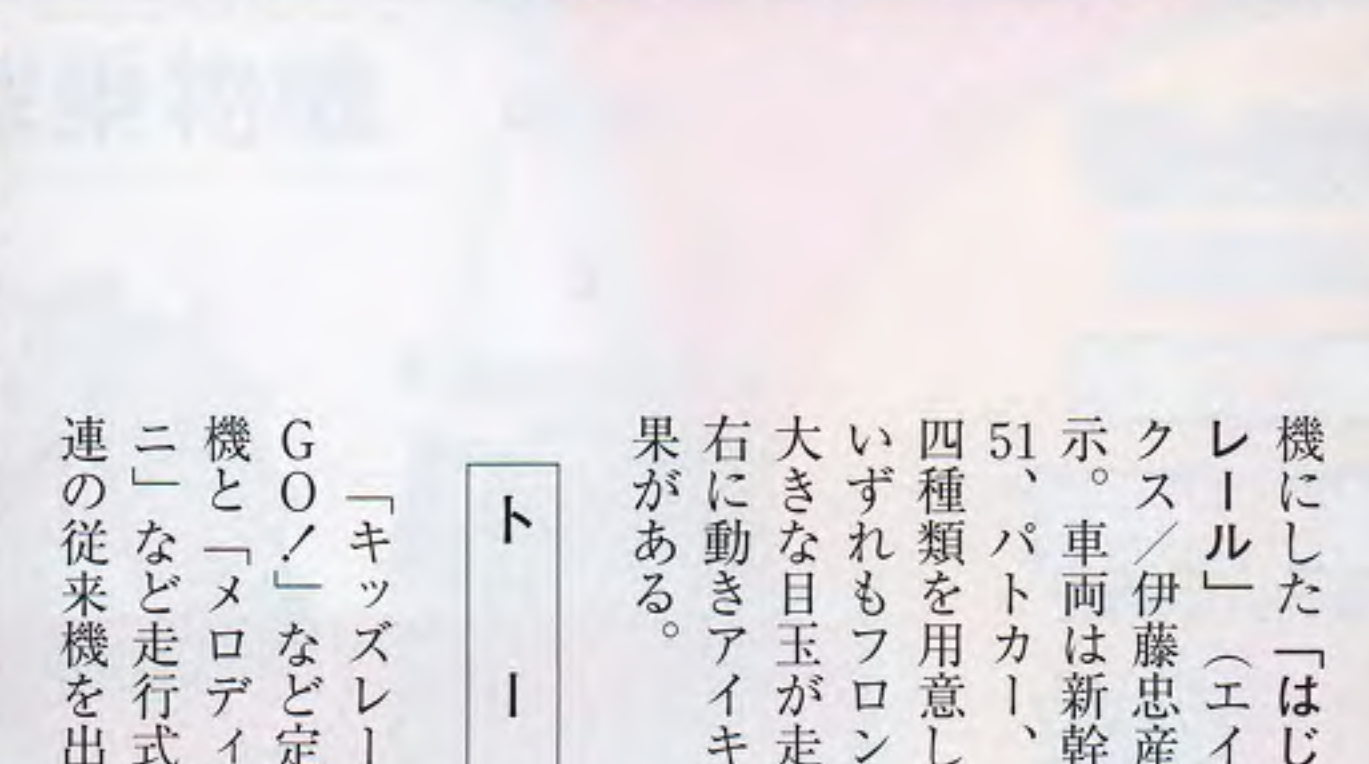 機にした「はじ
レール」（エイ
クス／伊藤忠産
示。車両は新幹
51、パトカー、
四種類を用意し
いずれもフロン
大きな目玉が走
右に動きアイキ
果がある。
トー
「キッズレー
GO！」など定
機と「メロディ
ニ」など走行式
連の従来機を出